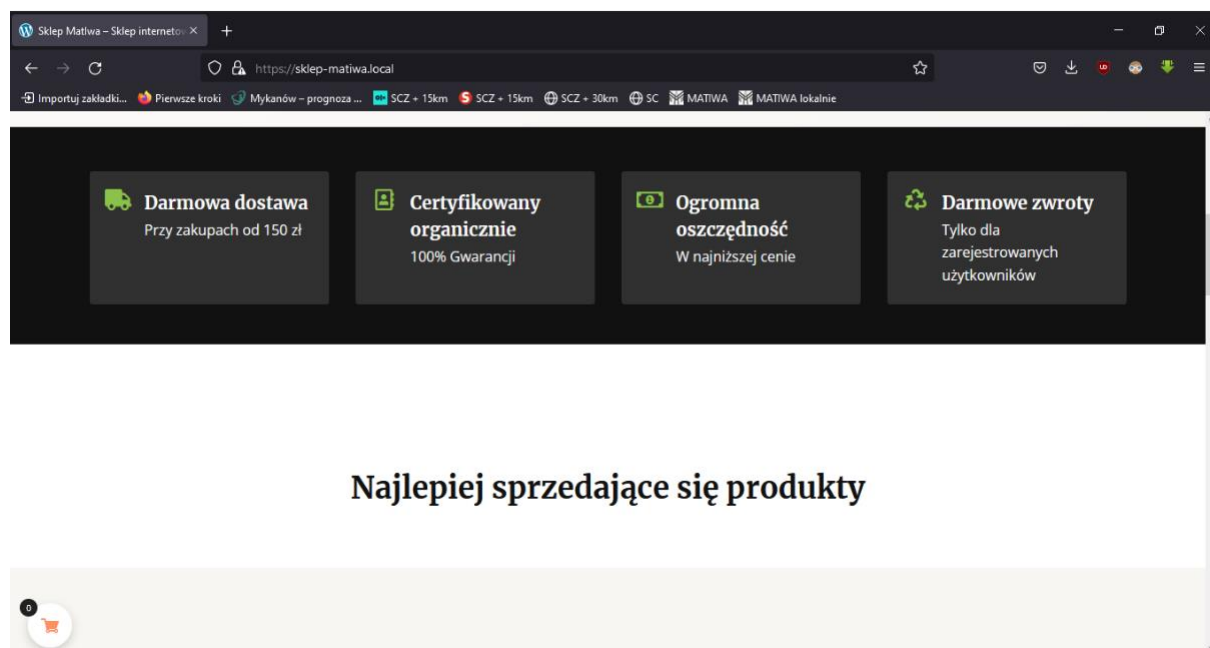 Sklep MatIwa – Sklep internetov
https://sklep-matiwa.local
Importuj zakładki... Pierwsze kroki Mykanów – prognoza ... SCZ + 15km SCZ + 15km SCZ + 30km SC MATIWA MATIWA lokalnie
Darmowa dostawa
Przy zakupach od 150 zł
Certyfikowany
organicznie
100% Gwarancji
Ogromna
oszczędność
W najniższej cenie
Darmowe zwroty
Tylko dla
zarejestrowanych
użytkowników
Najlepiej sprzedające się produkty
0